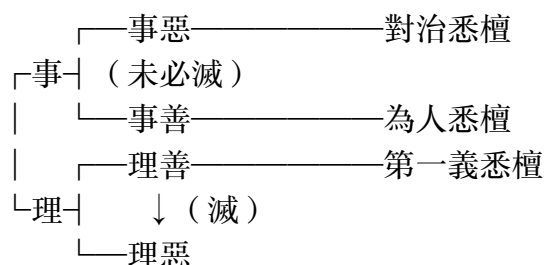 事惡 對治悉檀
事 （未必滅）
事善 為人悉檀
理善 第一義悉檀
理 ↓（滅）
理惡